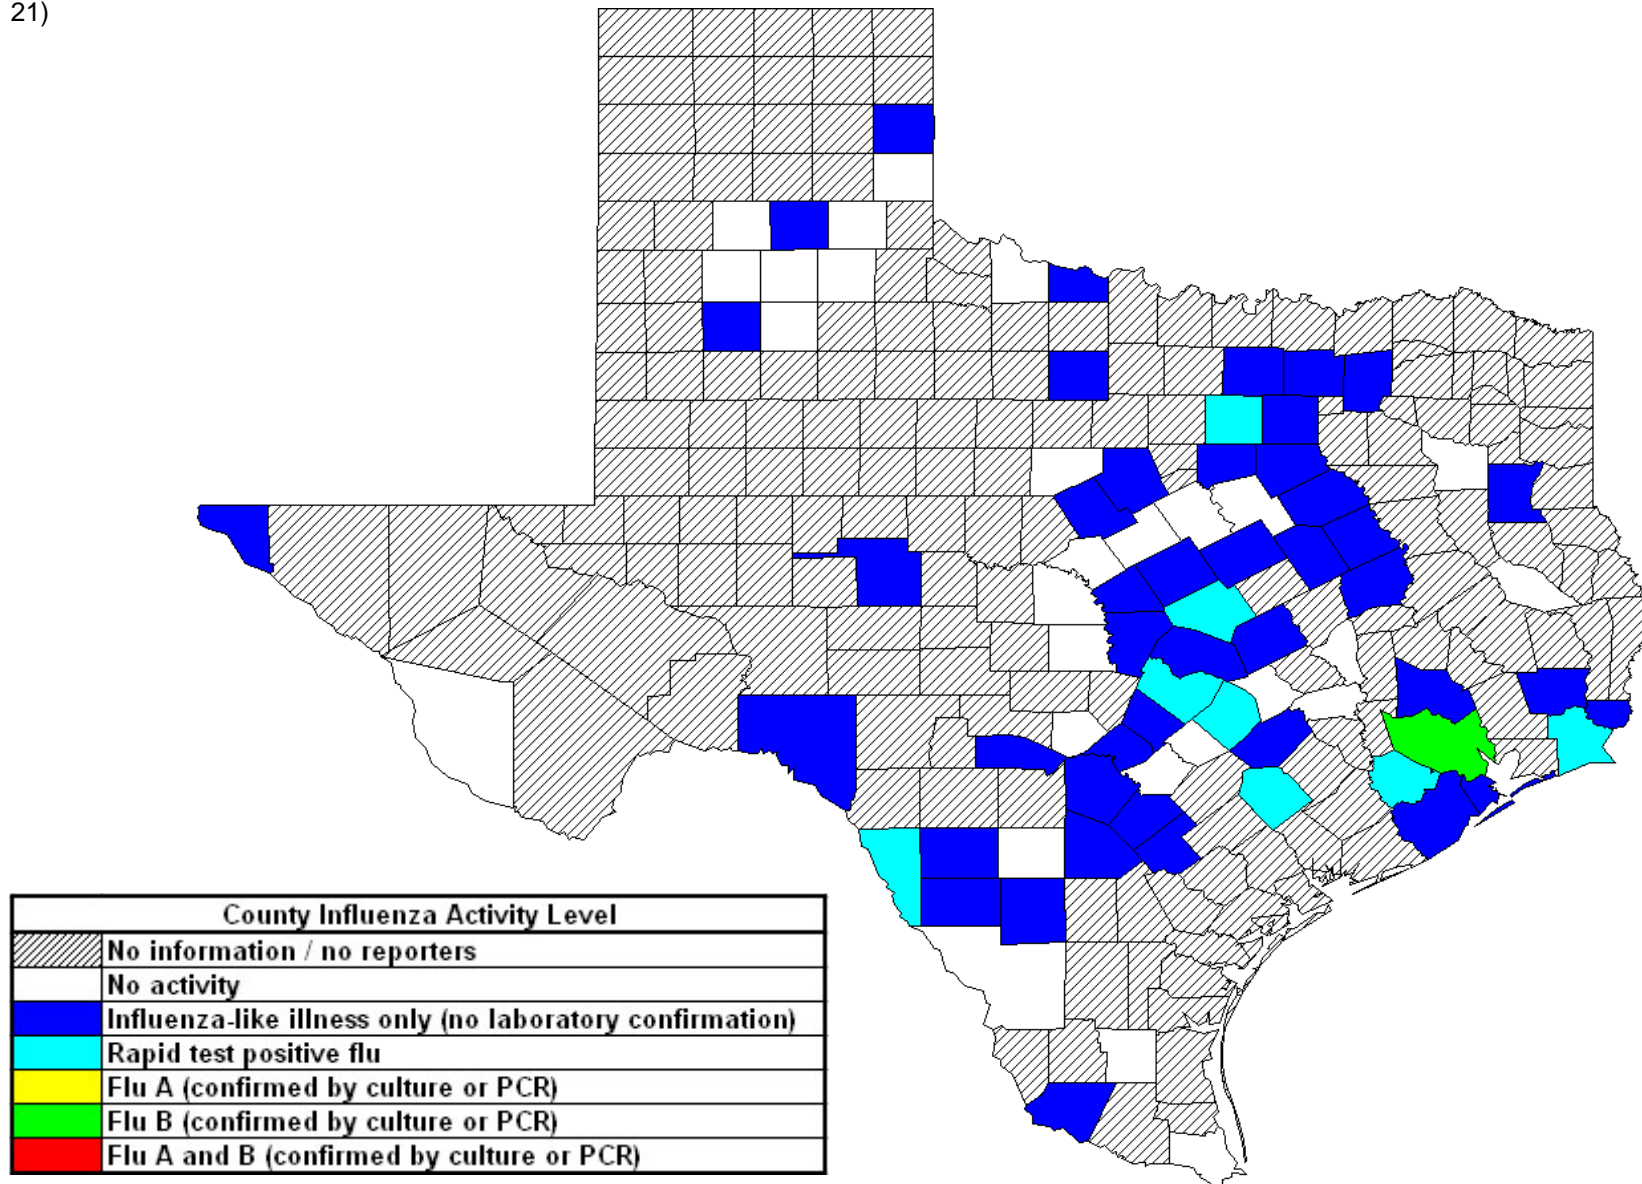 21)
County Influenza Activity Level
No information / no reporters
No activity
Influenza-like illness only (no laboratory confirmation)
Rapid test positive flu
Flu A (confirmed by culture or PCR)
Flu B (confirmed by culture or PCR)
Flu A and B (confirmed by culture or PCR)